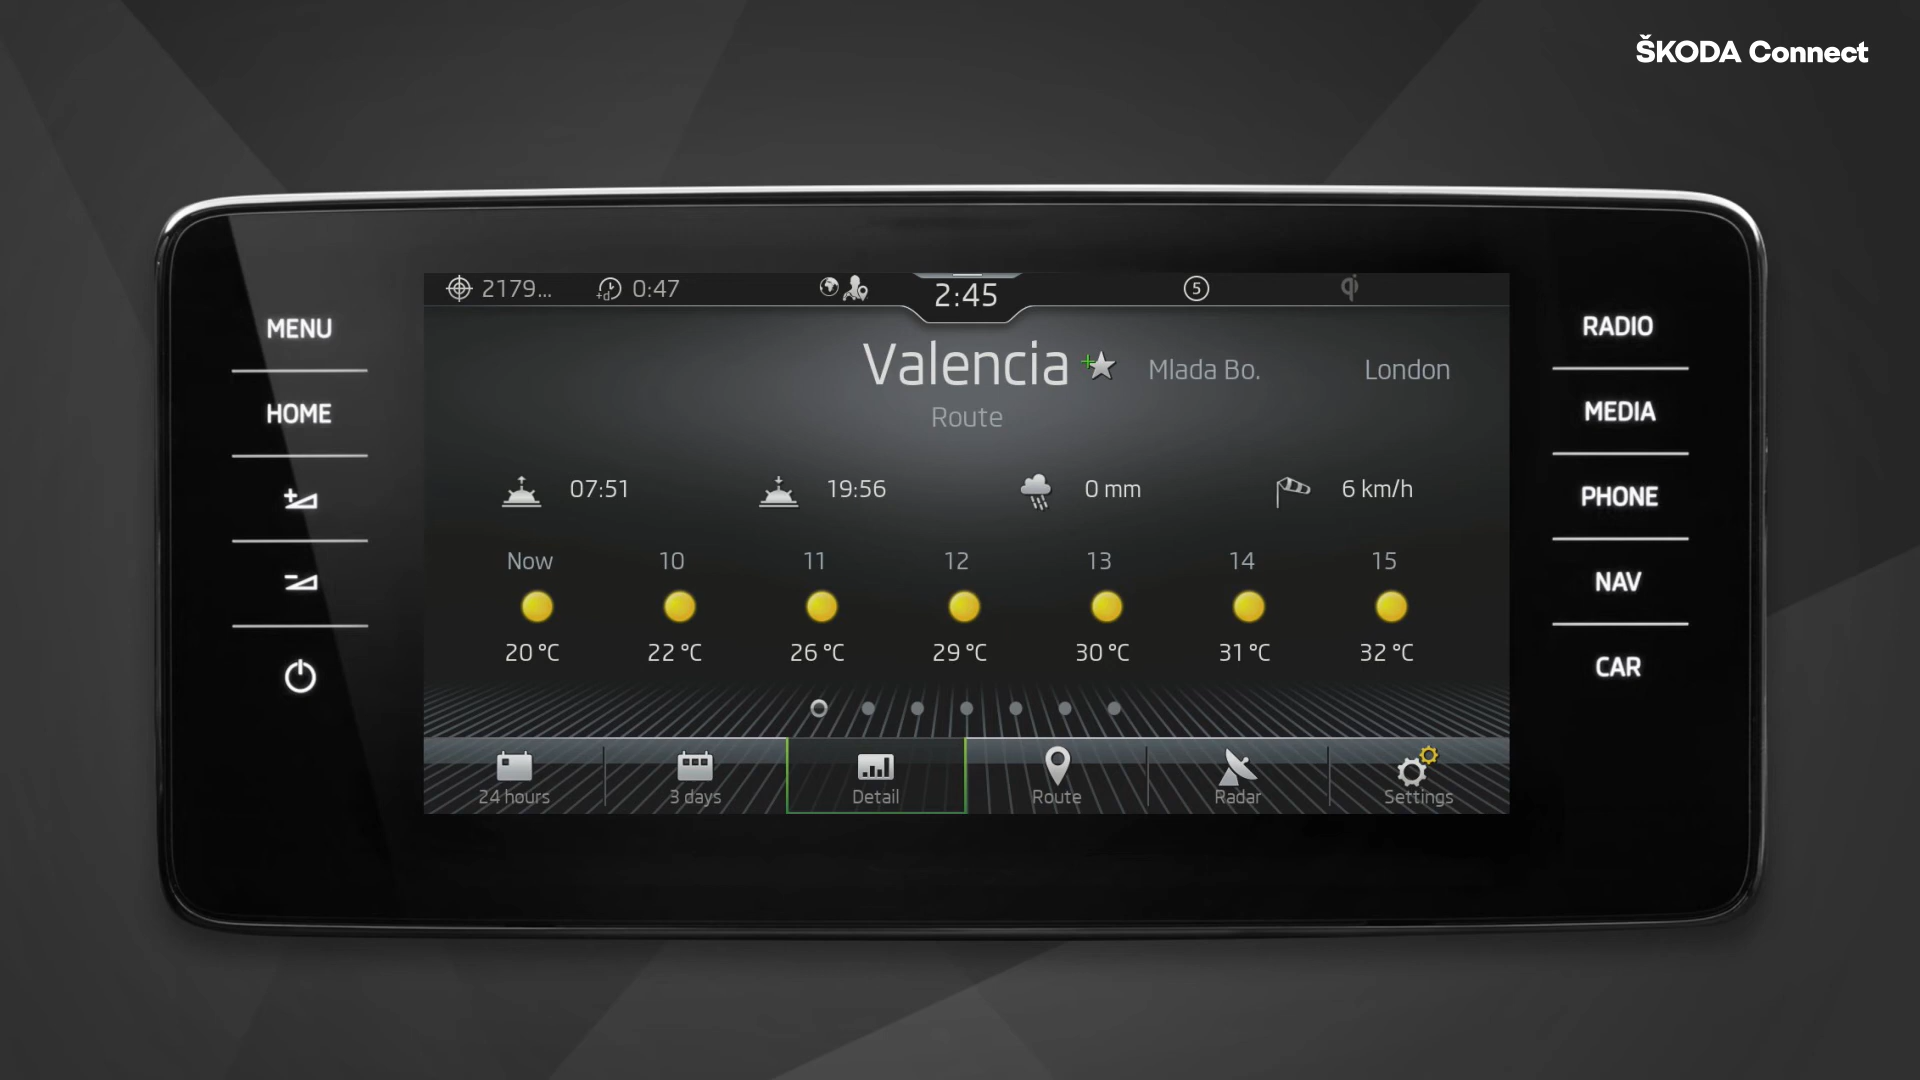 ŠKODA Connect
2179...
+d 0:47
2:45
5
qi
MENU
HOME
RADIO
MEDIA
PHONE
NAV
CAR
Valencia
Mlada Bo.
London
Route
07:51
19:56
0 mm
6 km/h
Now 10 11 12 13 14 15
20 °C 22 °C 26 °C 29 °C 30 °C 31 °C 32 °C
24 hours
3 days
Detail
Route
Radar
Settings